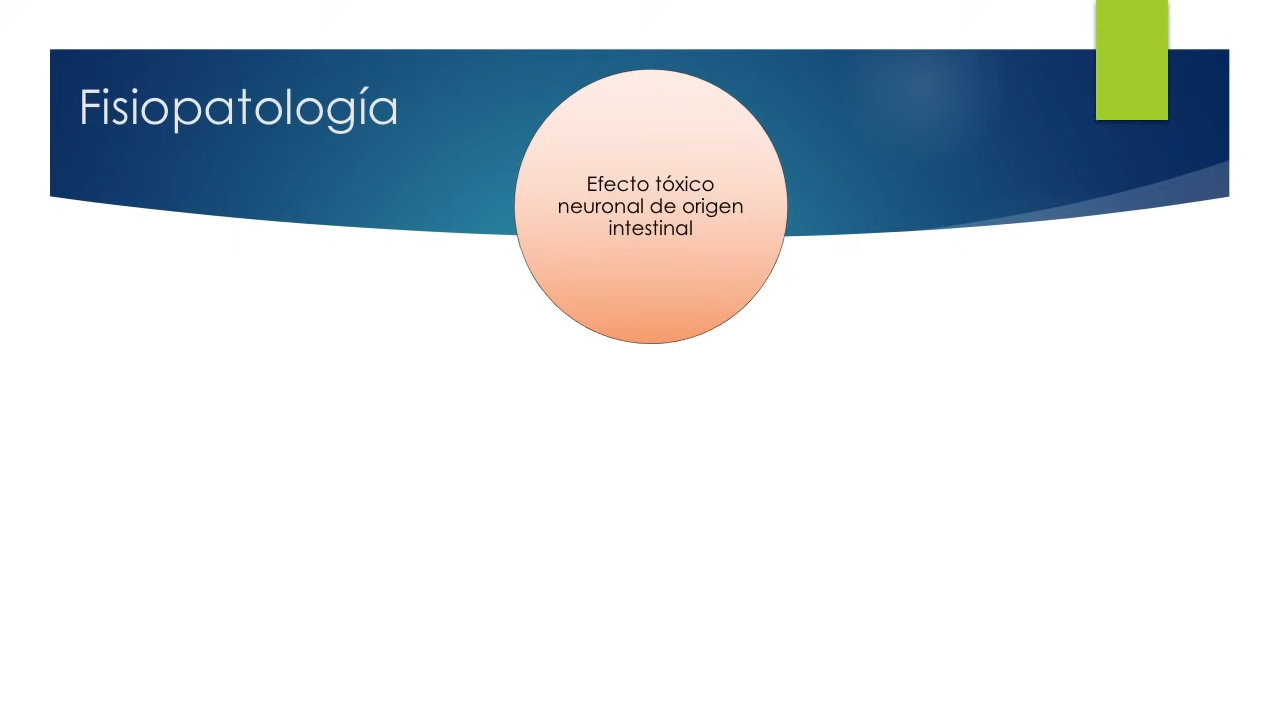 Fisiopatología
Efecto tóxico
neuronal de origen
intestinal